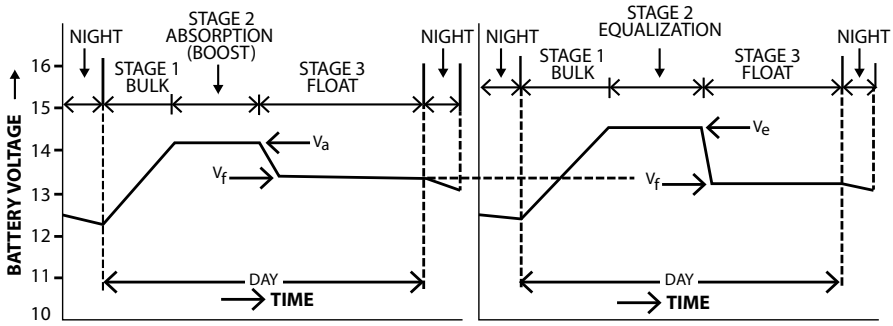 BATTERY VOLTAGE
16
15
14
13
12
11
10
NIGHT
STAGE 1
BULK
STAGE 2
ABSORPTION
(BOOST)
STAGE 3
FLOAT
NIGHT
Va
Vf
DAY
TIME
NIGHT
STAGE 1
BULK
STAGE 2
EQUALIZATION
STAGE 3
FLOAT
NIGHT
Ve
Vf
DAY
TIME